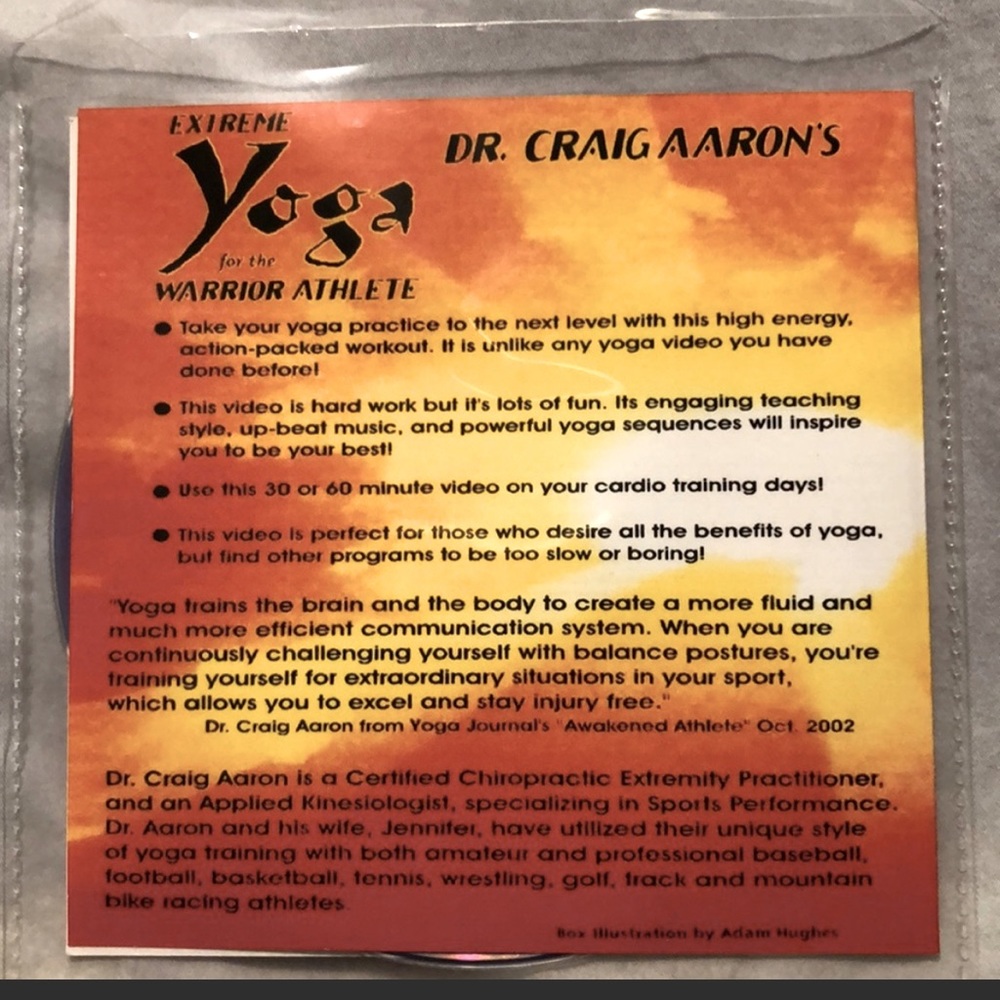 EXTREME
Yoga
for the
WARRIOR ATHLETE
DR. CRAIG AARON'S
● Take your yoga practice to the next level with this high energy,
action-packed workout. It is unlike any yoga video you have
done before!
● This video is hard work but it's lots of fun. Its engaging teaching
style, up-beat music, and powerful yoga sequences will inspire
you to be your best!
● Use this 30 or 60 minute video on your cardio training days!
● This video is perfect for those who desire all the benefits of yoga,
but find other programs to be too slow or boring!
"Yoga trains the brain and the body to create a more fluid and
much more efficient communication system. When you are
continuously challenging yourself with balance postures, you're
training yourself for extraordinary situations in your sport,
which allows you to excel and stay injury free."
Dr. Craig Aaron from Yoga Journal's "Awakened Athlete" Oct. 2002
Dr. Craig Aaron is a Certified Chiropractic Extremity Practitioner,
and an Applied Kinesiologist, specializing in Sports Performance.
Dr. Aaron and his wife, Jennifer, have utilized their unique style
of yoga training with both amateur and professional baseball,
football, basketball, tennis, wrestling, golf, track and mountain
bike racing athletes.
Box Illustration by Adam Hughes